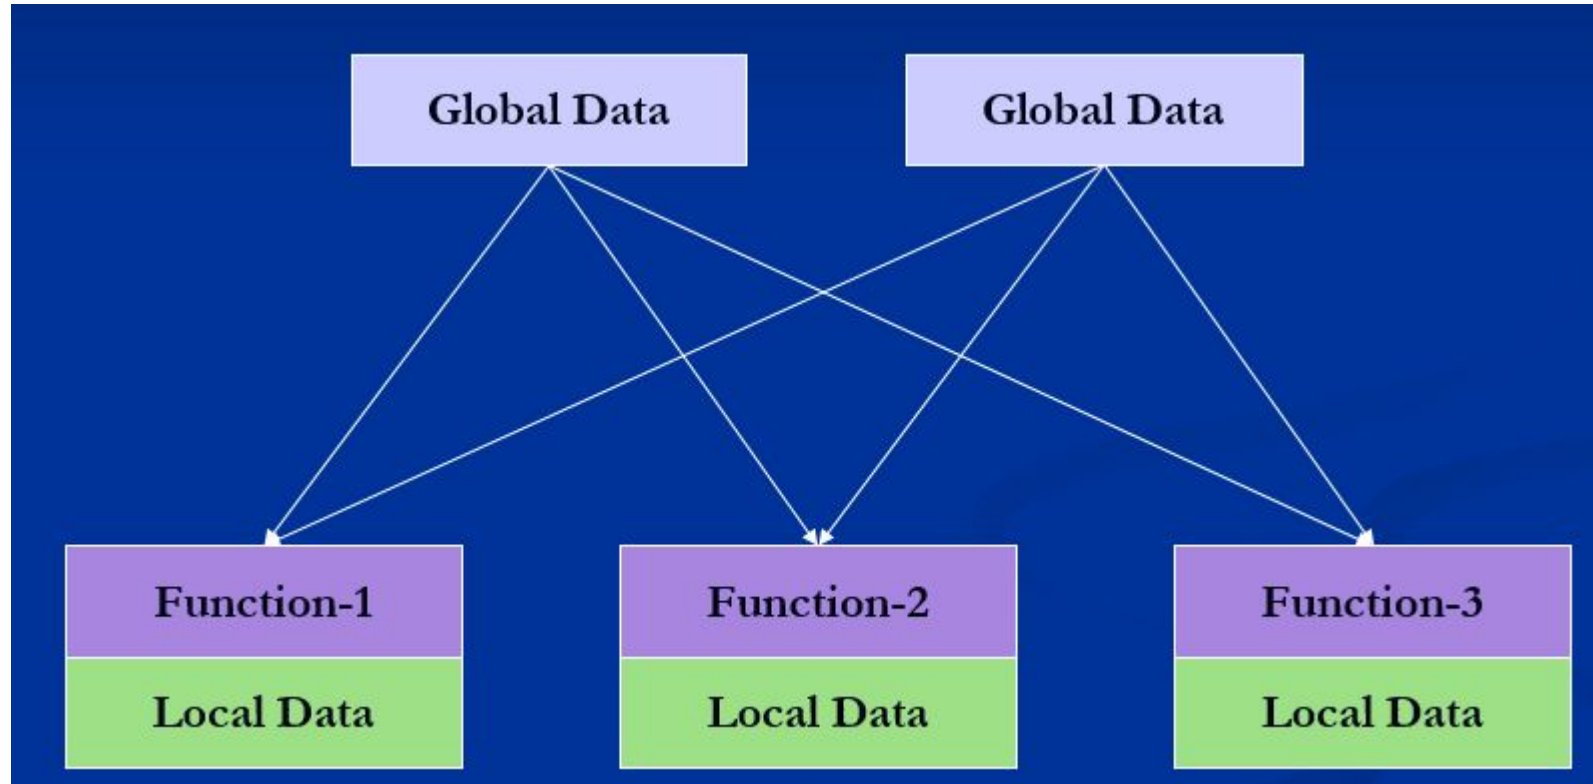 Global Data
Global Data
Function-1
Function-2
Function-3
Local Data
Local Data
Local Data